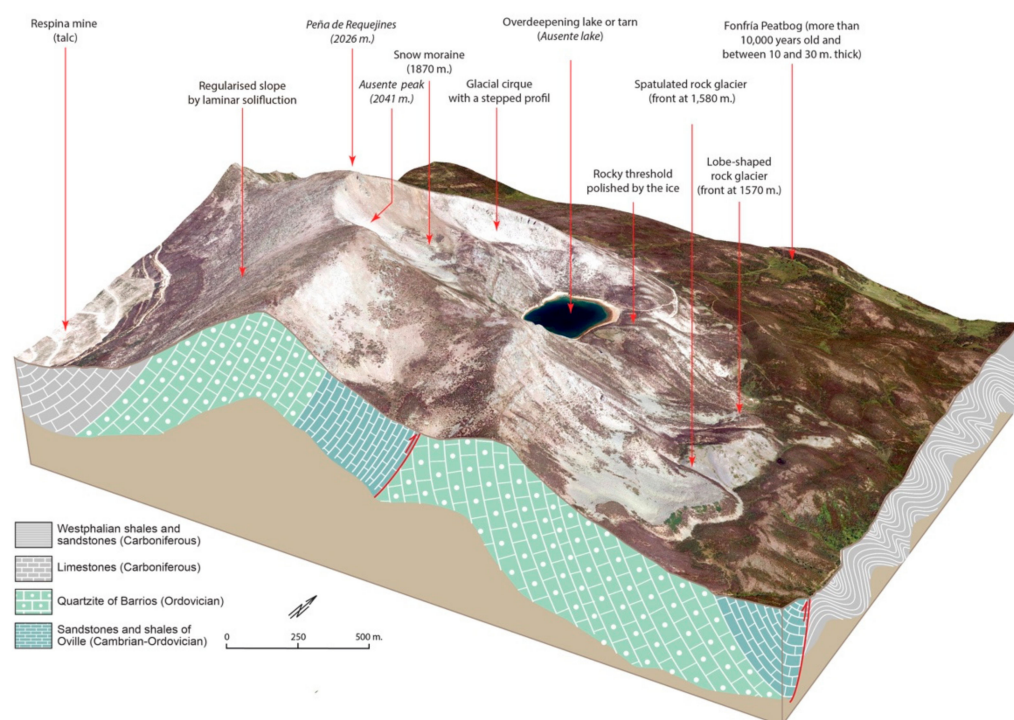 Respina mine
(talc)
Peña de Requejines
(2026 m.)
Overdeepening lake or tarn
(Ausente lake)
Fonfría Peatbog (more than
10,000 years old and
between 10 and 30 m. thick)
Snow moraine
(1870 m.)
Regularised slope
by laminar solifluction
Ausente peak
(2041 m.)
Glacial cirque
with a stepped profil
Spatulated rock glacier
(front at 1,580 m.)
Rocky threshold
polished by the ice
Lobe-shaped
rock glacier
(front at 1570 m.)
Westphalian shales and
sandstones (Carboniferous)
Limestones (Carboniferous)
Quartzite of Barrios (Ordovician)
Sandstones and shales of
Oville (Cambrian-Ordovician)
0 250 500 m.